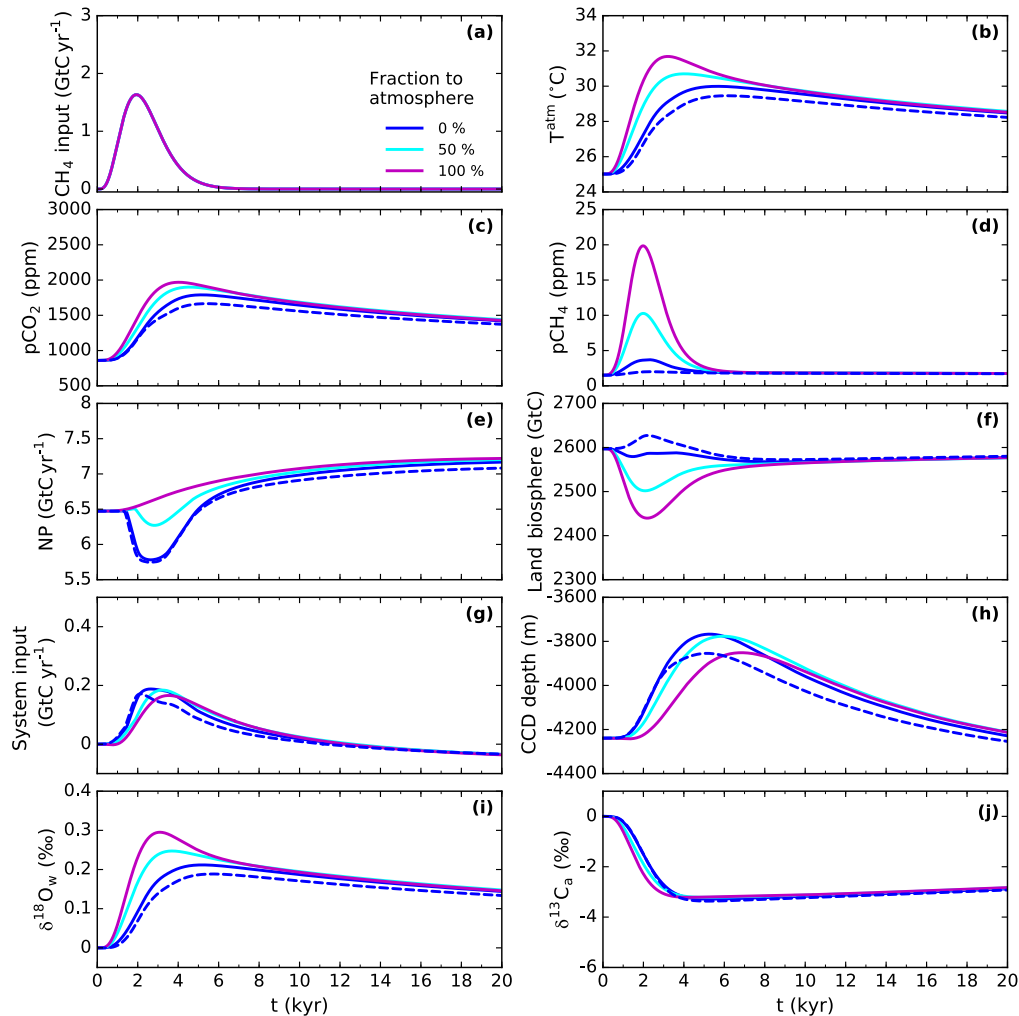 (a)
CH₄ input (GtC yr⁻¹)
3
2
1
0
Fraction to
atmosphere
0 %
50 %
100 %
(b)
Tᵃᵗᵐ (°C)
36
34
32
30
28
26
24
(c)
pCO₂ (ppm)
3000
2500
2000
1500
1000
500
(d)
pCH₄ (ppm)
25
20
15
10
5
0
(e)
NP (GtC yr⁻¹)
8
7.5
7
6.5
6
5.5
(f)
Land biosphere (GtC)
2700
2600
2500
2400
2300
(g)
System input
(GtC yr⁻¹)
0.4
0.2
0
(h)
CCD depth (m)
-3600
-3800
-4000
-4200
-4400
(i)
δ¹⁸O_w (‰)
0.4
0.3
0.2
0.1
0
0 2 4 6 8 10 12 14 16 18 20
t (kyr)
(j)
δ¹³Cₐ (‰)
0
-2
-4
-6
0 2 4 6 8 10 12 14 16 18 20
t (kyr)